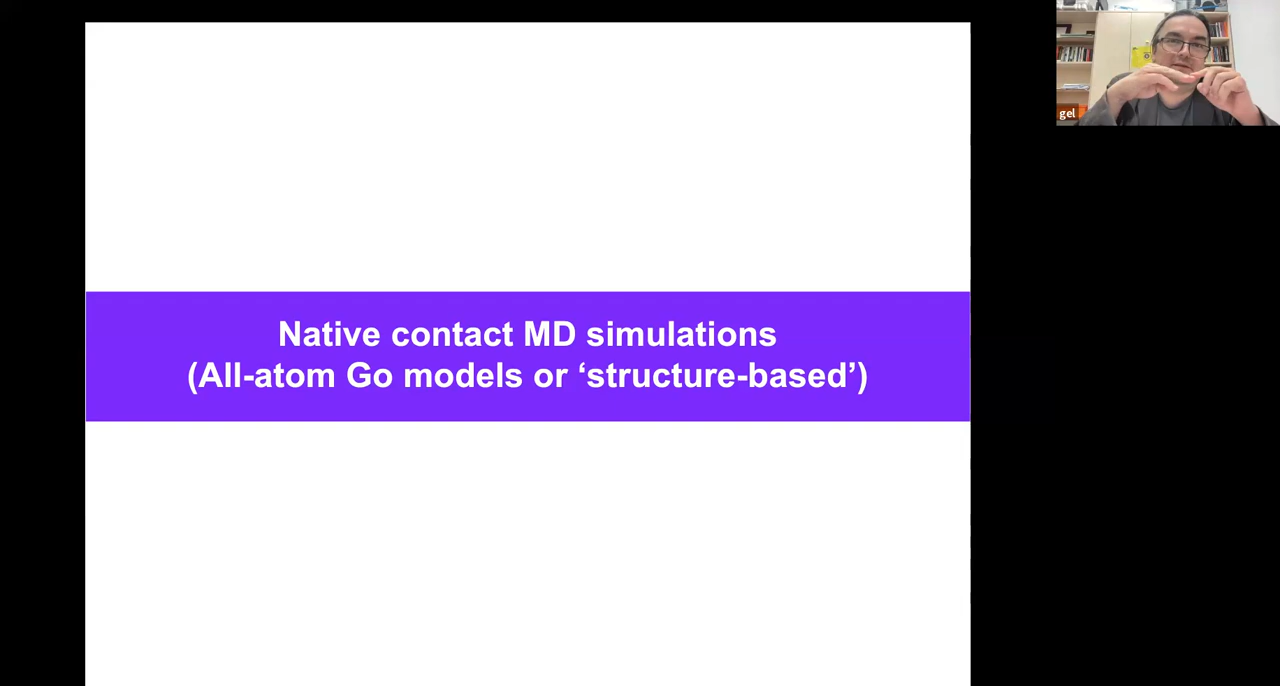 Native contact MD simulations
(All-atom Go models or ‘structure-based’)
gel